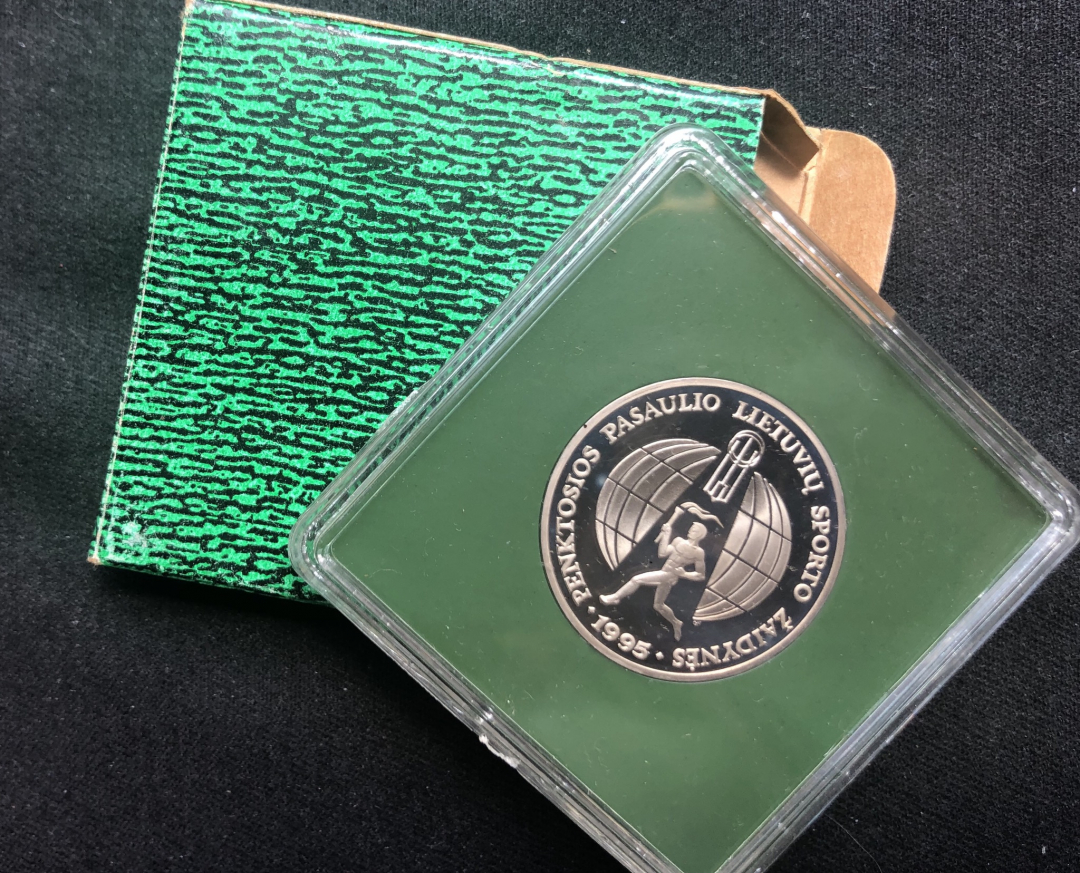 PENKTOSIOS PASAULIO LIETUVIŲ SPORTO ŽAIDYNĖS
· 1995 ·